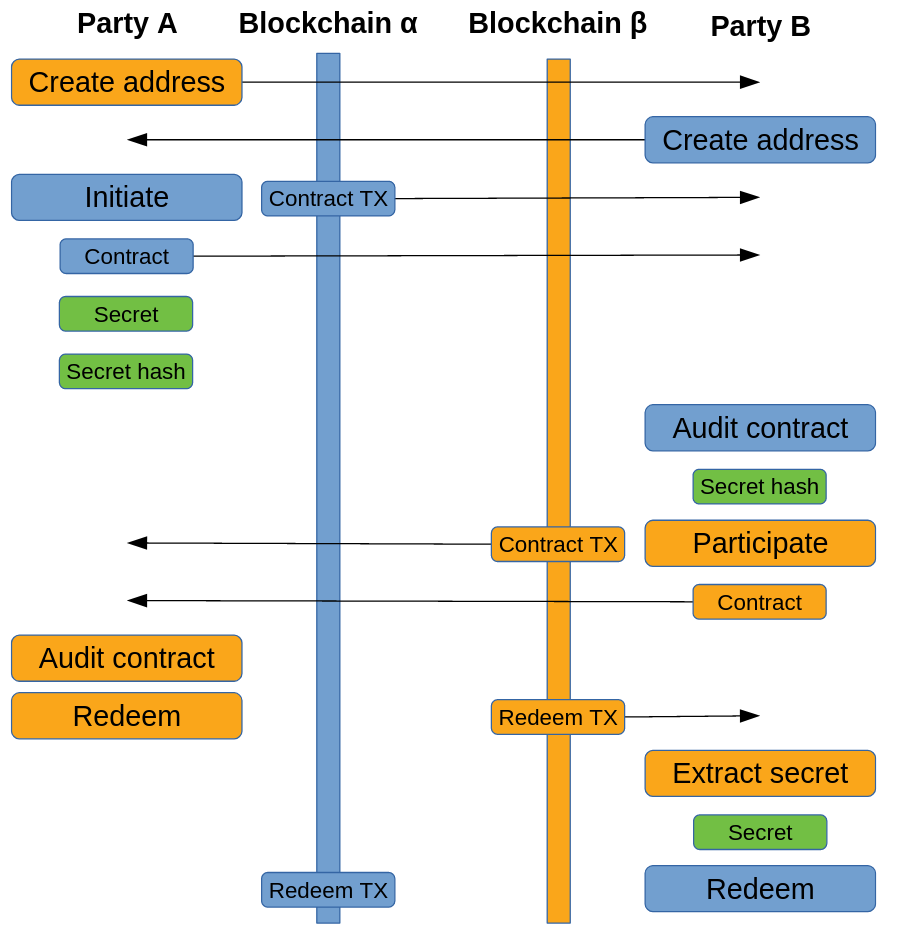 Party A
Blockchain α
Blockchain β
Party B
Create address
Create address
Initiate
Contract TX
Contract
Secret
Secret hash
Audit contract
Secret hash
Contract TX
Participate
Contract
Audit contract
Redeem
Redeem TX
Extract secret
Secret
Redeem TX
Redeem